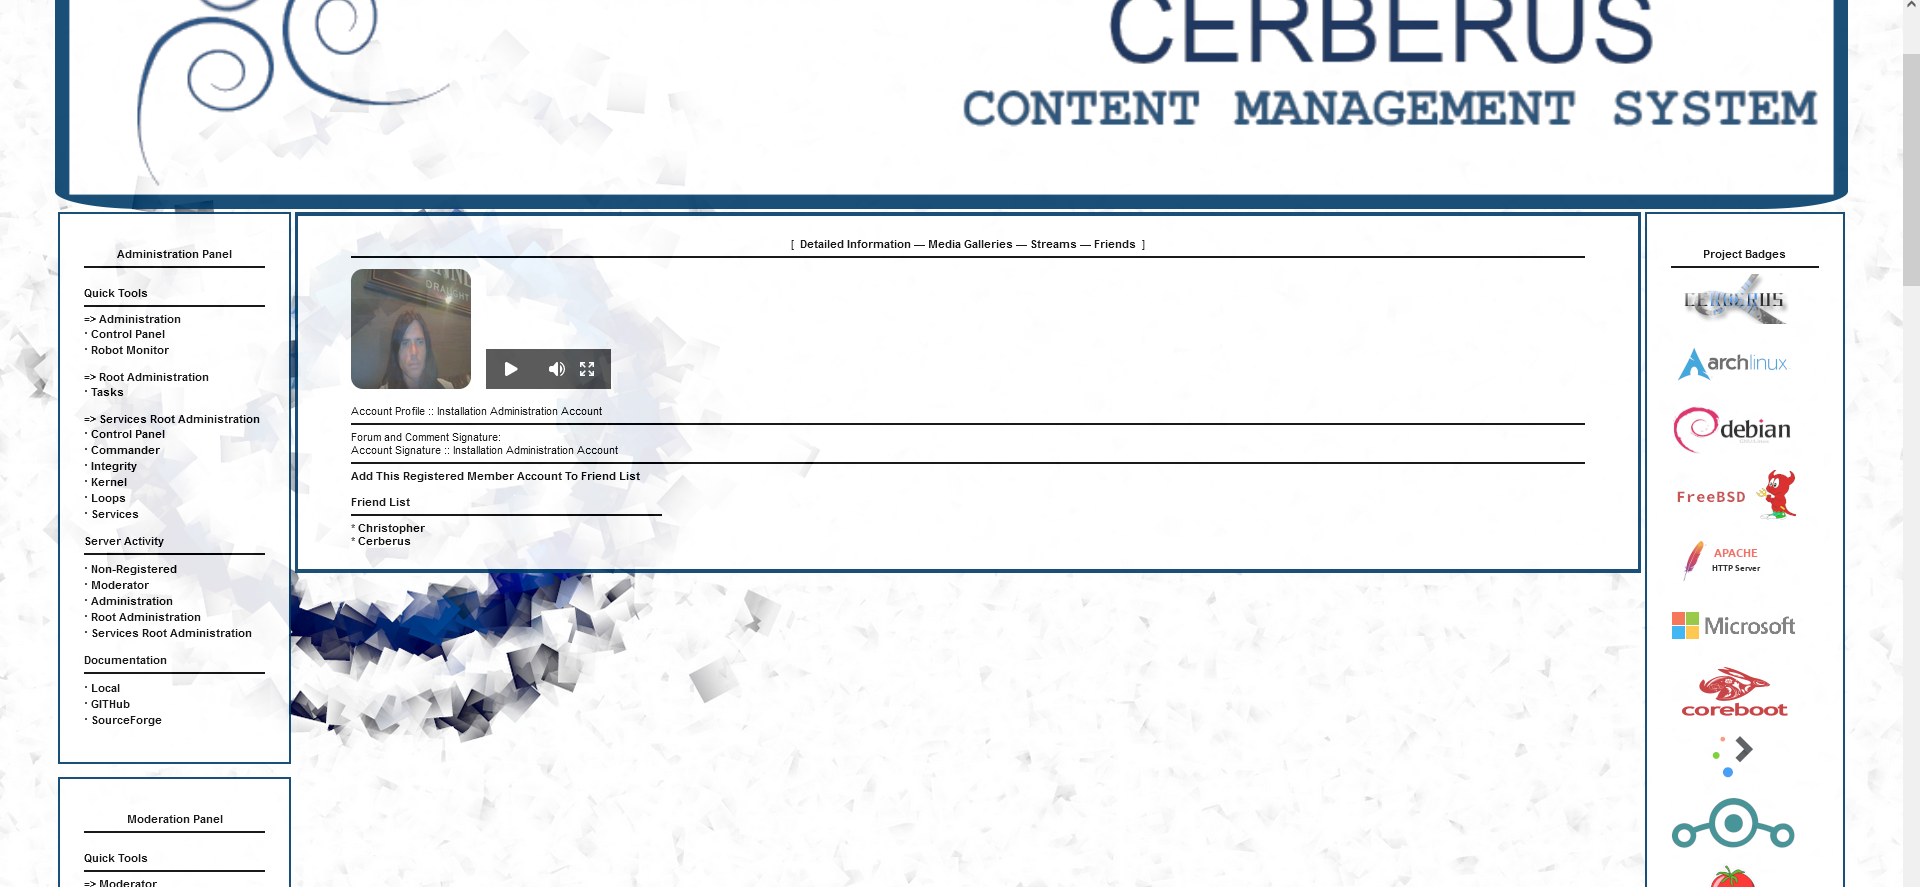 CERBERUS
CONTENT MANAGEMENT SYSTEM
Administration Panel
Quick Tools
=> Administration
· Control Panel
· Robot Monitor
=> Root Administration
· Tasks
=> Services Root Administration
· Control Panel
· Commander
· Integrity
· Kernel
· Loops
· Services
Server Activity
· Non-Registered
· Moderator
· Administration
· Root Administration
· Services Root Administration
Documentation
· Local
· GITHub
· SourceForge
Moderation Panel
Quick Tools
=> Moderator
[ Detailed Information — Media Galleries — Streams — Friends ]
DRAUGHT
Account Profile :: Installation Administration Account
Forum and Comment Signature:
Account Signature :: Installation Administration Account
Add This Registered Member Account To Friend List
Friend List
* Christopher
* Cerberus
Project Badges
CERBERUS
archlinux
debian
FreeBSD
APACHE
HTTP Server
Microsoft
coreboot